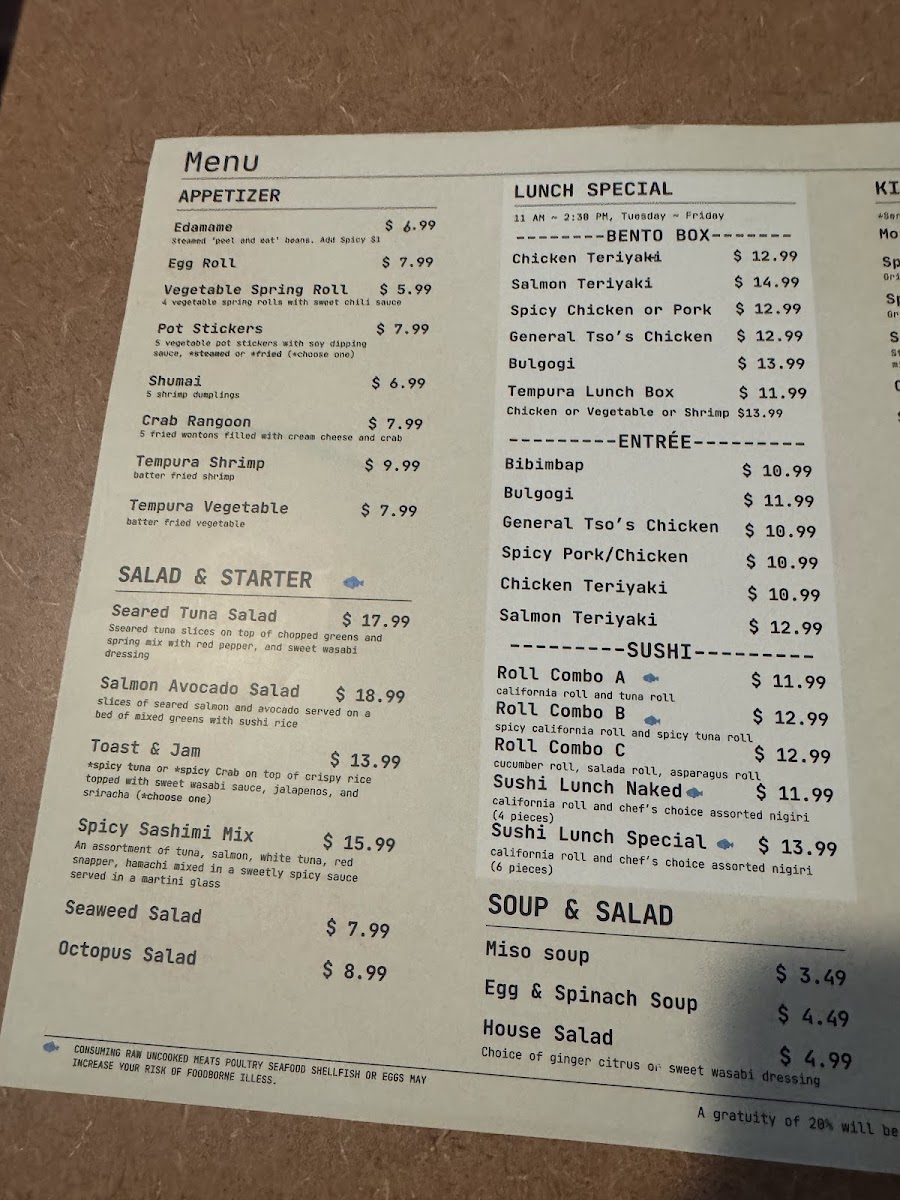 Menu
APPETIZER
Edamame $ 6.99
Steamed 'peel and eat' beans. Add Spicy $1
Egg Roll $ 7.99
Vegetable Spring Roll $ 5.99
4 vegetable spring rolls with sweet chili sauce
Pot Stickers $ 7.99
5 vegetable pot stickers with soy dipping
sauce, *steamed or *fried (*choose one)
Shumai $ 6.99
5 shrimp dumplings
Crab Rangoon $ 7.99
5 fried wontons filled with cream cheese and crab
Tempura Shrimp $ 9.99
batter fried shrimp
Tempura Vegetable $ 7.99
batter fried vegetable
SALAD & STARTER
Seared Tuna Salad $ 17.99
Sseared tuna slices on top of chopped greens and
spring mix with red pepper, and sweet wasabi
dressing
Salmon Avocado Salad $ 18.99
slices of seared salmon and avocado served on a
bed of mixed greens with sushi rice
Toast & Jam $ 13.99
*spicy tuna or *spicy Crab on top of crispy rice
topped with sweet wasabi sauce, jalapenos, and
sriracha (*choose one)
Spicy Sashimi Mix $ 15.99
An assortment of tuna, salmon, white tuna, red
snapper, hamachi mixed in a sweetly spicy sauce
served in a martini glass
Seaweed Salad $ 7.99
Octopus Salad $ 8.99
CONSUMING RAW UNCOOKED MEATS POULTRY SEAFOOD SHELLFISH OR EGGS MAY
INCREASE YOUR RISK OF FOODBORNE ILLESS.
LUNCH SPECIAL
11 AM ~ 2:30 PM, Tuesday ~ Friday
--------BENTO BOX-------
Chicken Teriyaki $ 12.99
Salmon Teriyaki $ 14.99
Spicy Chicken or Pork $ 12.99
General Tso's Chicken $ 12.99
Bulgogi $ 13.99
Tempura Lunch Box $ 11.99
Chicken or Vegetable or Shrimp $13.99
---------ENTRÉE---------
Bibimbap $ 10.99
Bulgogi $ 11.99
General Tso's Chicken $ 10.99
Spicy Pork/Chicken $ 10.99
Chicken Teriyaki $ 10.99
Salmon Teriyaki $ 12.99
---------SUSHI---------
Roll Combo A $ 11.99
california roll and tuna roll
Roll Combo B $ 12.99
spicy california roll and spicy tuna roll
Roll Combo C $ 12.99
cucumber roll, salada roll, asparagus roll
Sushi Lunch Naked $ 11.99
california roll and chef's choice assorted nigiri
(4 pieces)
Sushi Lunch Special $ 13.99
california roll and chef's choice assorted nigiri
(6 pieces)
SOUP & SALAD
Miso soup $ 3.49
Egg & Spinach Soup $ 4.49
House Salad $ 4.99
Choice of ginger citrus or sweet wasabi dressing
A gratuity of 20% will be
KI
Mo
Sp